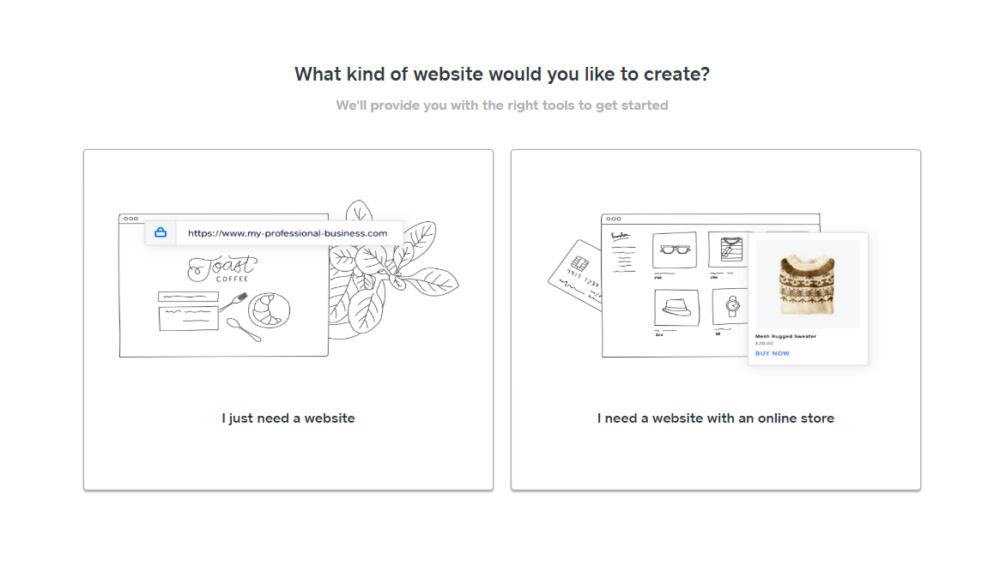 What kind of website would you like to create?
We'll provide you with the right tools to get started
https://www.my-professional-business.com
Toast
COFFEE
I just need a website
4417 1234
Mesh Rugged Sweater
$20.00
BUY NOW
I need a website with an online store